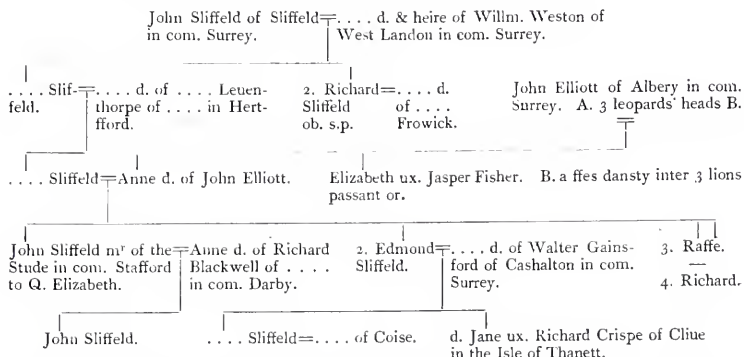 John Sliffeld of Sliffeld=. . . . d. & heire of Willm. Weston of
in com. Surrey. West Landon in com. Surrey.
. . . . Slif-=. . . . d. of . . . . Leuen- 2. Richard=. . . . d. John Elliott of Albery in com.
feld. thorpe of . . . . in Hert- Sliffeld of . . . . Surrey. A. 3 leopards' heads B.
fford. ob. s.p. Frowick.
. . . . Sliffeld=Anne d. of John Elliott. Elizabeth ux. Jasper Fisher. B. a ffes dansty inter 3 lions
passant or.
John Sliffeld mr of the=Anne d. of Richard 2. Edmond=. . . . d. of Walter Gains- 3. Raffe.
Stude in com. Stafford Blackwell of . . . . Sliffeld. ford of Cashalton in com. —
to Q. Elizabeth. in com. Darby. Surrey. 4. Richard.
John Sliffeld. . . . . Sliffeld=. . . . of Coise. d. Jane ux. Richard Crispe of Cliue
in the Isle of Thanett.